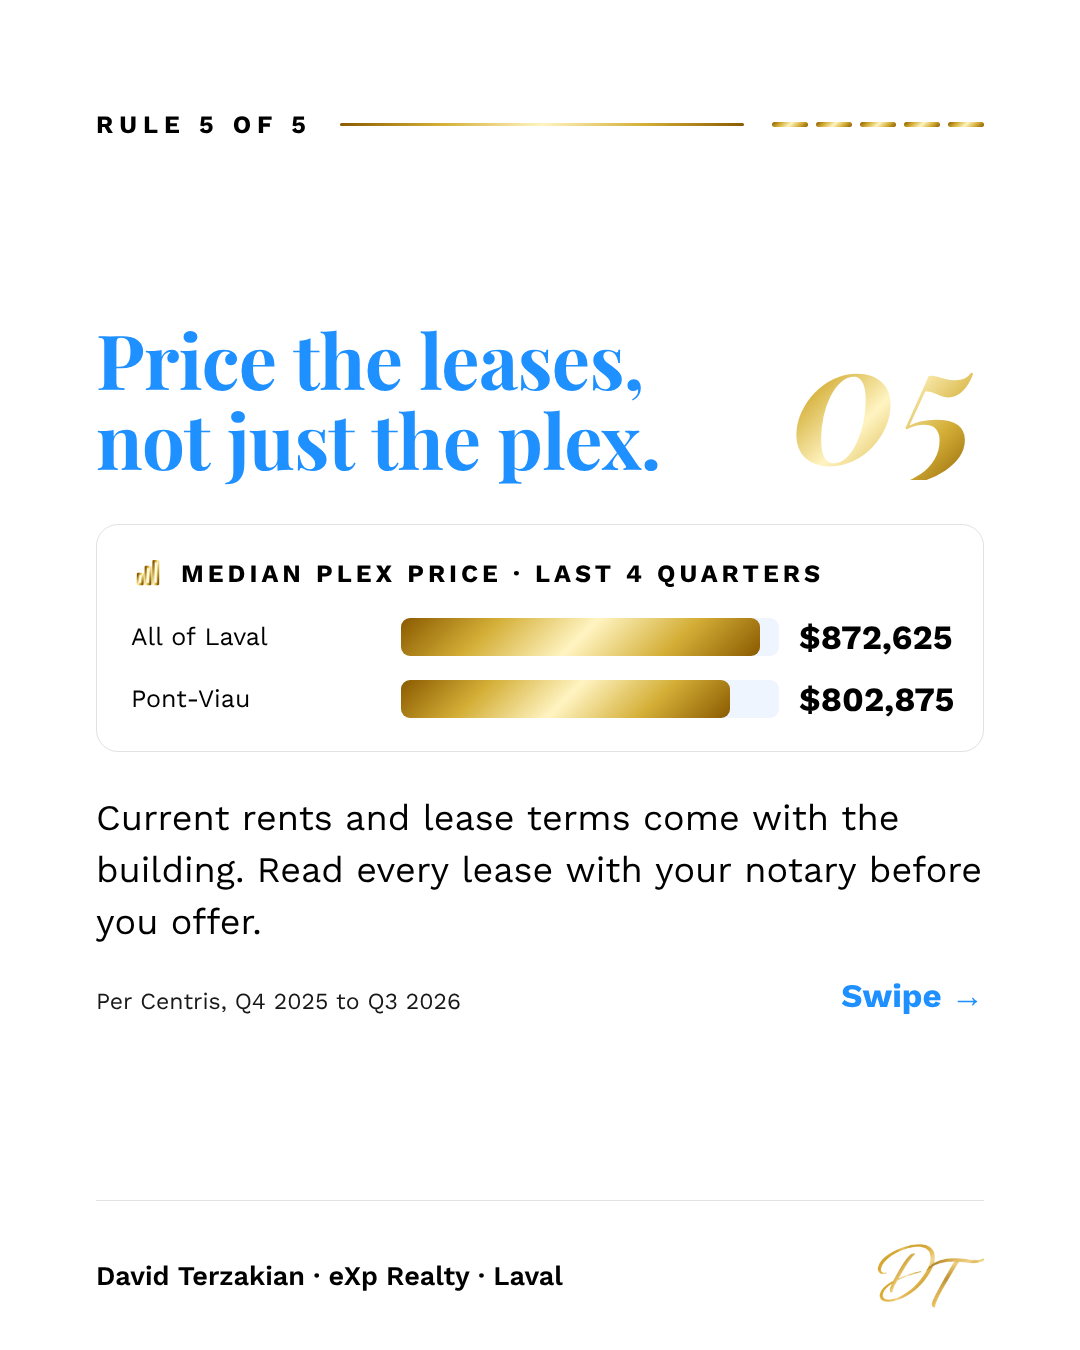 RULE 5 OF 5
Price the leases,
not just the plex.
05
MEDIAN PLEX PRICE · LAST 4 QUARTERS
All of Laval
$872,625
Pont-Viau
$802,875
Current rents and lease terms come with the
building. Read every lease with your notary before
you offer.
Per Centris, Q4 2025 to Q3 2026
Swipe →
David Terzakian · eXp Realty · Laval
DT